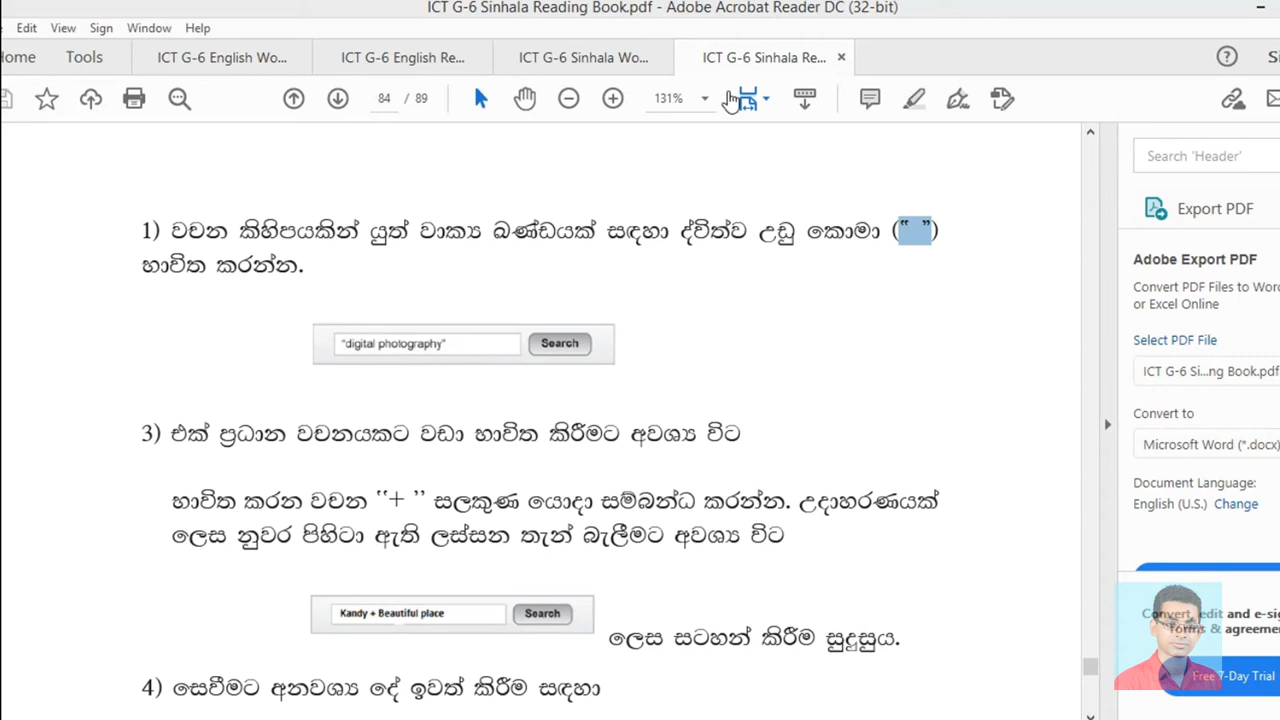 ICT G-6 Sinhala Reading Book.pdf - Adobe Acrobat Reader DC (32-bit)
Edit View Sign Window Help
Home Tools ICT G-6 English Wo... ICT G-6 English Re... ICT G-6 Sinhala Wo... ICT G-6 Sinhala Re... ×
84 / 89 131%
1) වචන කිහිපයකින් යුත් වාක්‍ය ඛණ්ඩයක් සඳහා ද්විත්ව උඩු කොමා (“ ”)
භාවිත කරන්න.
“digital photography” Search
3) එක් ප්‍රධාන වචනයකට වඩා භාවිත කිරීමට අවශ්‍ය විට
භාවිත කරන වචන “+ ” සලකුණ යොදා සම්බන්ධ කරන්න. උදාහරණයක්
ලෙස නුවර පිහිටා ඇති ලස්සන තැන් බැලීමට අවශ්‍ය විට
Kandy + Beautiful place Search
ලෙස සටහන් කිරීම සුදුසුය.
4) සෙවීමට අනවශ්‍ය දේ ඉවත් කිරීම සඳහා
Search 'Header'
Export PDF
Adobe Export PDF
Convert PDF Files to Word
or Excel Online
Select PDF File
ICT G-6 Si...ng Book.pdf
Convert to
Microsoft Word (*.docx)
Document Language:
English (U.S.) Change
Convert, edit and e-si
forms & agreeme
Free 7-Day Trial